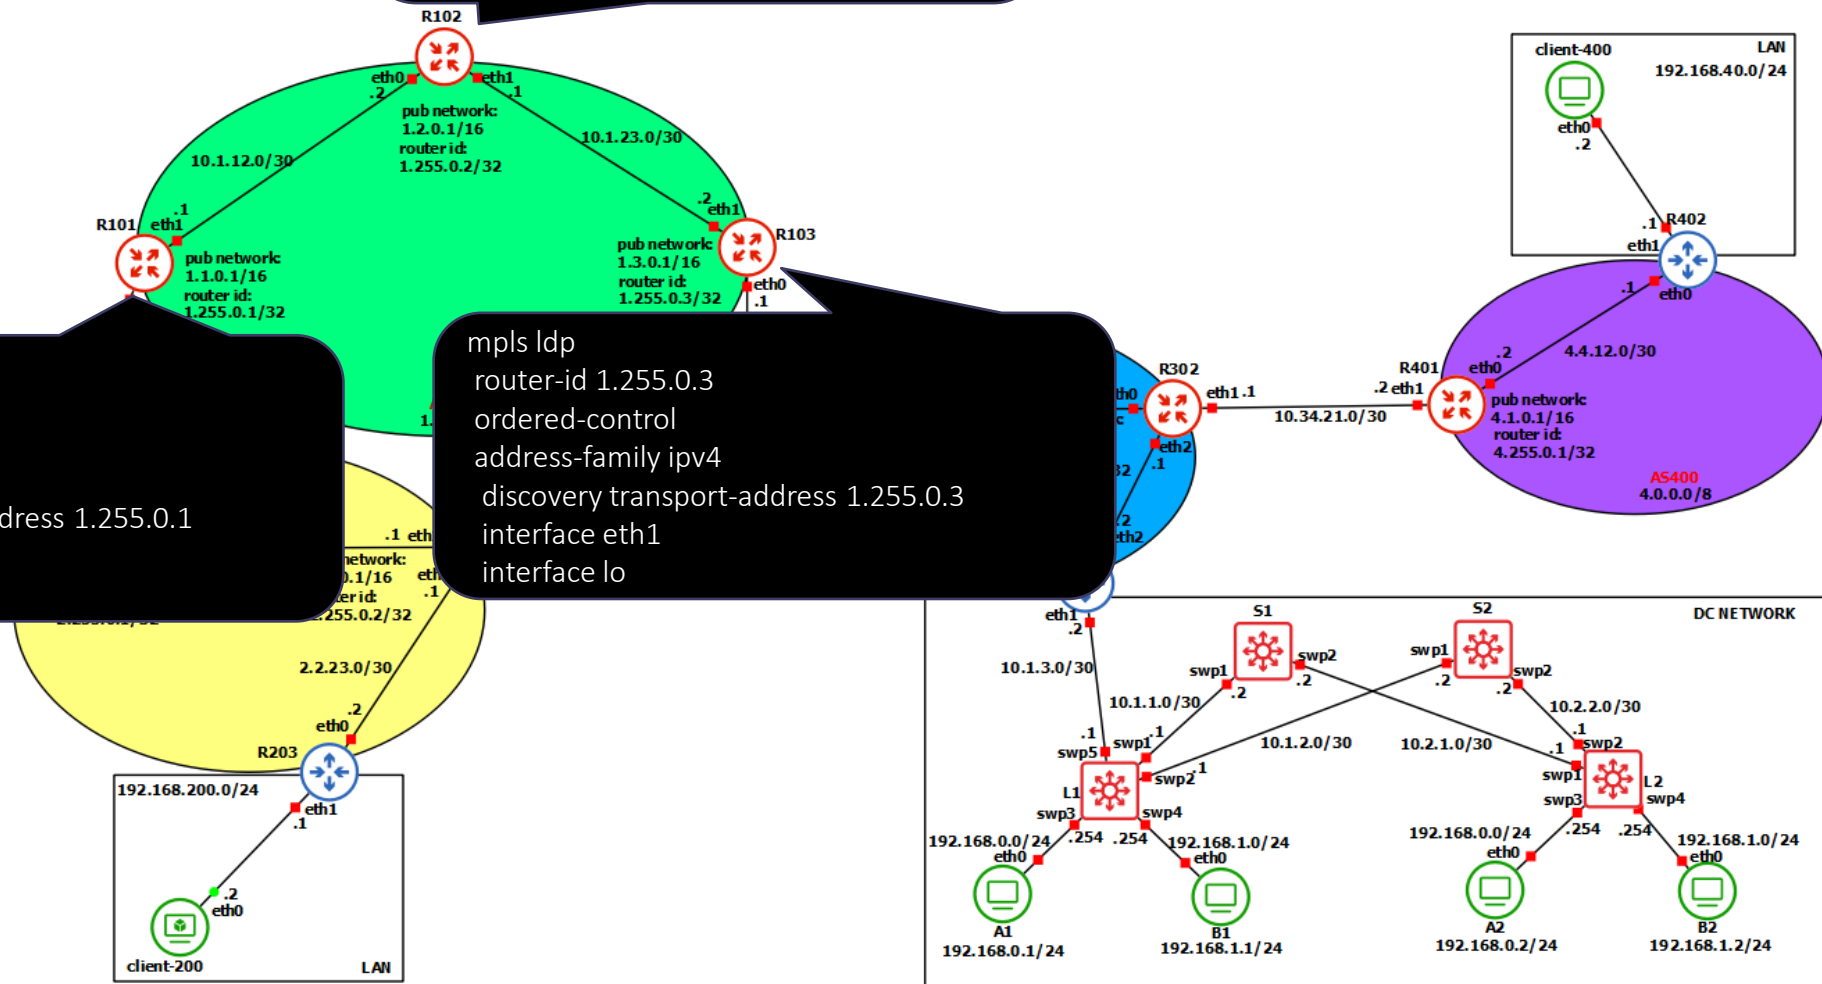 R102
eth0
.2
eth1
.1
pub network:
1.2.0.1/16
router id:
1.255.0.2/32
10.1.12.0/30
10.1.23.0/30
R101
.1
eth1
pub network:
1.1.0.1/16
router id:
1.255.0.1/32
.2
eth1
R103
pub network:
1.3.0.1/16
router id:
1.255.0.3/32
eth0
.1
mpls ldp
router-id 1.255.0.3
ordered-control
address-family ipv4
discovery transport-address 1.255.0.3
interface eth1
interface lo
dress 1.255.0.1
client-400
LAN
192.168.40.0/24
eth0
.2
.1
R402
eth1
.1
eth0
4.4.12.0/30
R401
.2
eth0
.2 eth1
pub network:
4.1.0.1/16
router id:
4.255.0.1/32
AS400
4.0.0.0/8
R302
eth1 .1
10.34.21.0/30
eth2
.1
.2
.1 eth
network:
0.1/16
router id:
.255.0.2/32
.1
2.2.23.0/30
.2
eth0
R203
192.168.200.0/24
eth1
.1
.2
eth0
client-200
LAN
DC NETWORK
eth1
.2
10.1.3.0/30
S1
swp1
.2
swp2
.2
S2
swp1
.2
swp2
.2
10.1.1.0/30
10.1.2.0/30
10.2.1.0/30
10.2.2.0/30
.1
swp5
swp1
.1
swp2
.1
L1
swp3
swp4
.254
.254
.1
swp2
.1
swp1
L2
swp3
swp4
.254
.254
192.168.0.0/24
eth0
192.168.1.0/24
eth0
192.168.0.0/24
eth0
192.168.1.0/24
eth0
A1
192.168.0.1/24
B1
192.168.1.1/24
A2
192.168.0.2/24
B2
192.168.1.2/24